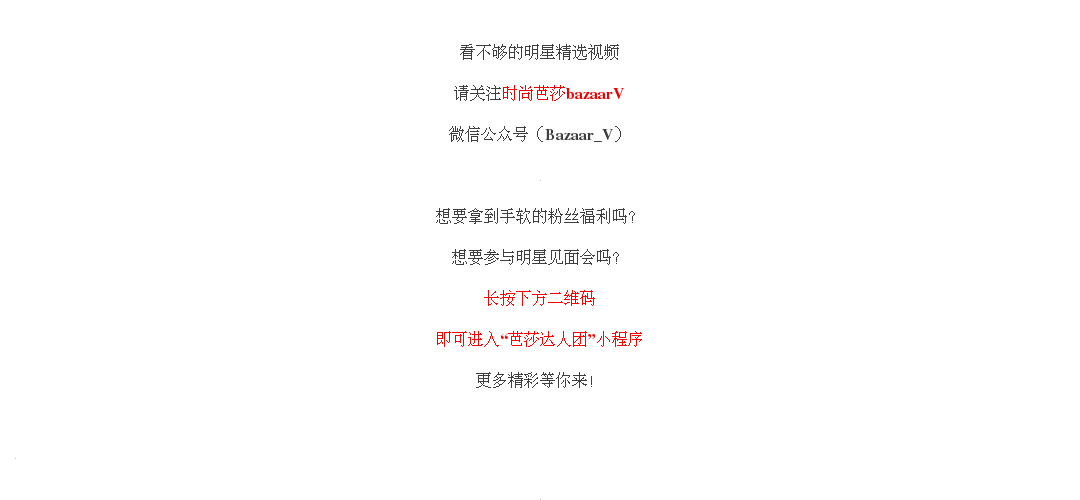 看不够的明星精选视频
请关注时尚芭莎bazaarV
微信公众号（Bazaar_V）
想要拿到手软的粉丝福利吗?
想要参与明星见面会吗?
长按下方二维码
即可进入“芭莎达人团”小程序
更多精彩等你来!